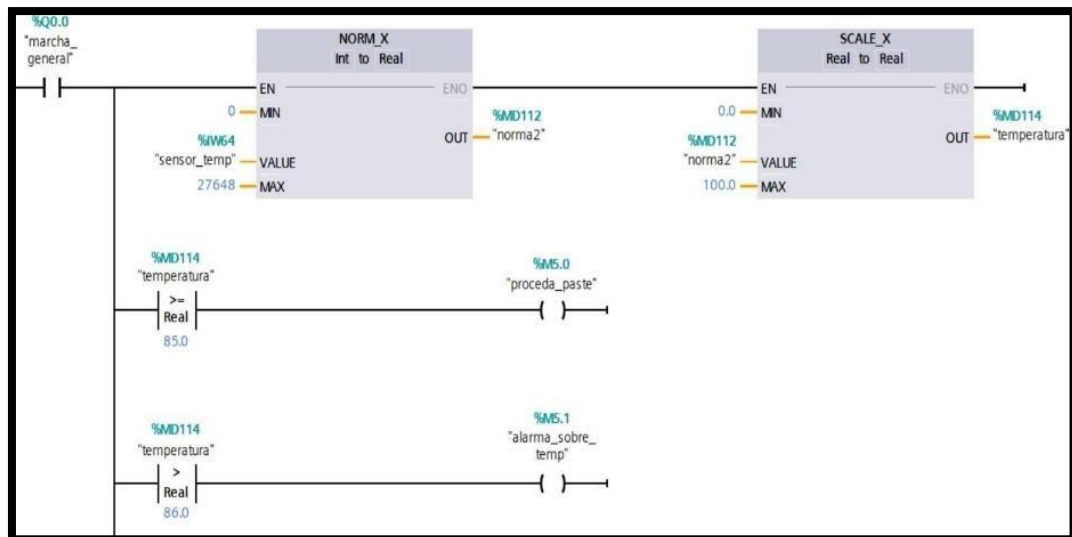 %Q0.0
"marcha_
general"
NORM_X
Int to Real
EN
ENO
0
MIN
%IW64
"sensor_temp"
VALUE
27648
MAX
OUT
%MD112
"norma2"
SCALE_X
Real to Real
EN
ENO
0.0
MIN
%MD112
"norma2"
VALUE
100.0
MAX
OUT
%MD114
"temperatura"
%MD114
"temperatura"
>=
Real
85.0
%M5.0
"proceda_paste"
%MD114
"temperatura"
>
Real
86.0
%M5.1
"alarma_sobre_
temp"